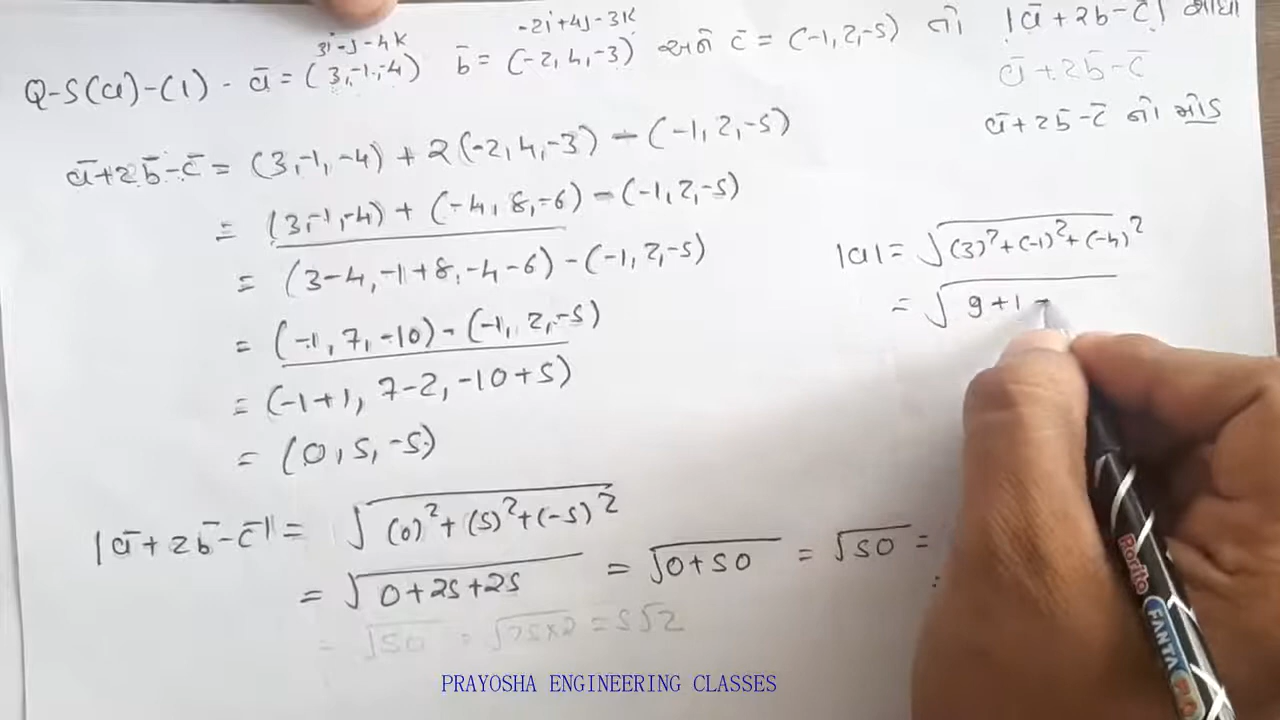 3i-j-4k
-2i+4j-3k
Q-5(a)-(1) - ā = (3,-1,-4) b̄ = (-2,4,-3) અને c̄ = (-1,2,-5) તો |ā+2b-c̄|
ā+2b-c̄
ā+2b-c̄ નો
ā+2b̄-c̄ = (3,-1,-4) + 2(-2,4,-3) - (-1,2,-5)
= (3,-1,-4) + (-4,8,-6) - (-1,2,-5)
= (3-4,-1+8,-4-6) - (-1,2,-5)
= (-1,7,-10) - (-1,2,-5)
= (-1+1, 7-2, -10+5)
= (0,5,-5)
|ā+2b̄-c̄| = √(0)²+(5)²+(-5)²
= √0+25+25 = √0+50 = √50 =
= √50 = √25×2 = 5√2
|a| = √(3)²+(-1)²+(-4)²
= √9+1
Rorito
FANTA
PRAYOSHA ENGINEERING CLASSES